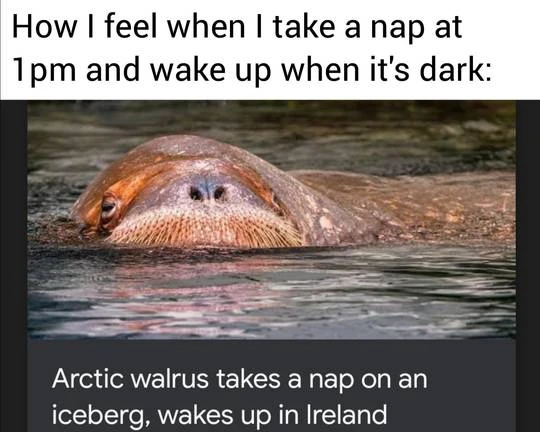 How I feel when I take a nap at
1pm and wake up when it's dark:
Arctic walrus takes a nap on an
iceberg, wakes up in Ireland